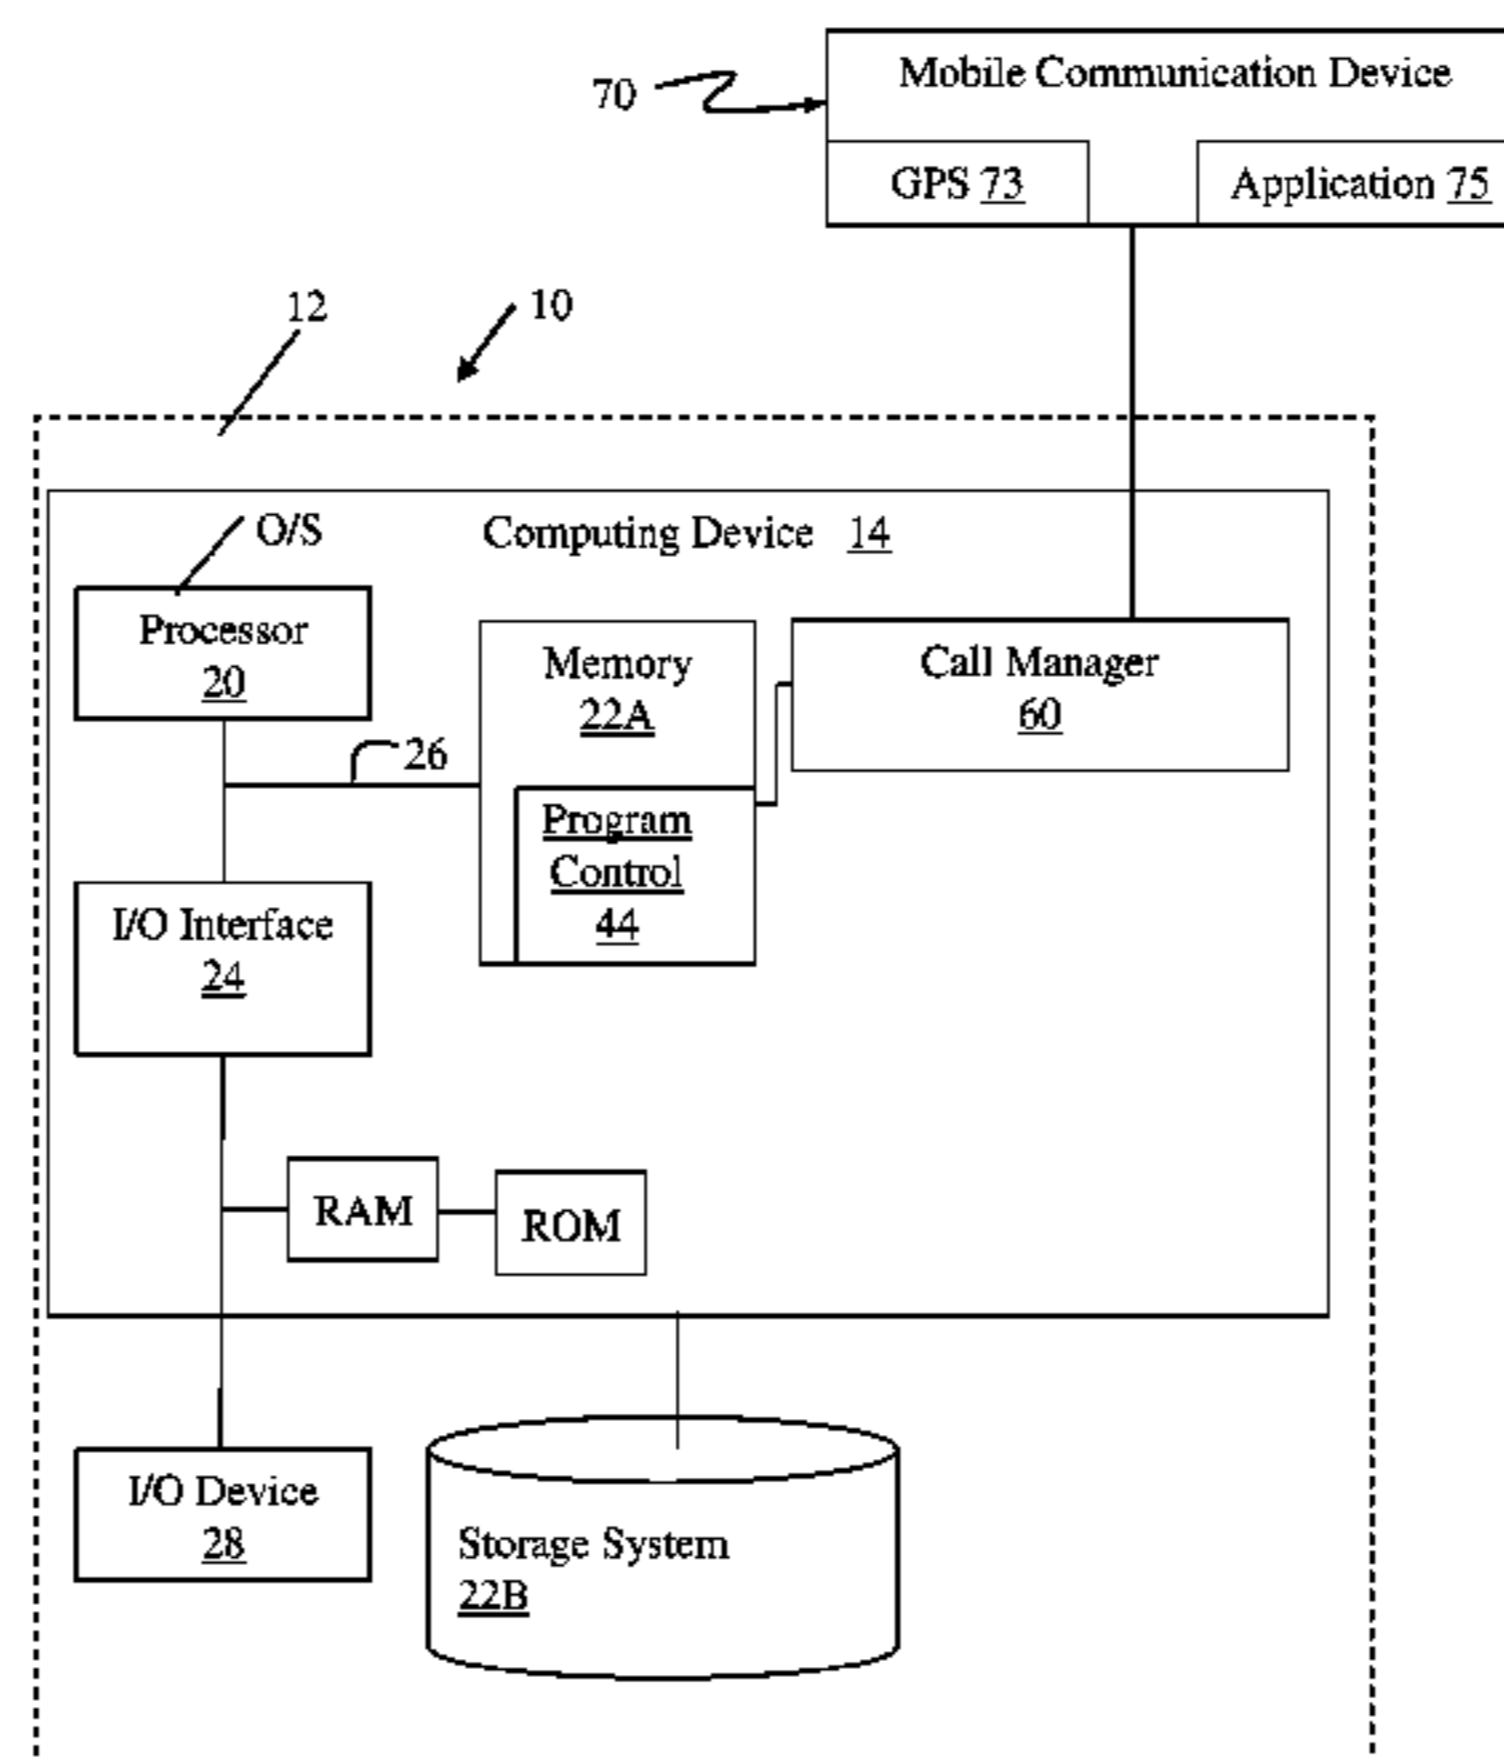 Mobile Communication Device
70
GPS 73
Application 75
12
10
O/S
Computing Device 14
Processor
20
Memory
22A
Call Manager
60
26
Program
Control
44
I/O Interface
24
RAM
ROM
I/O Device
28
Storage System
22B